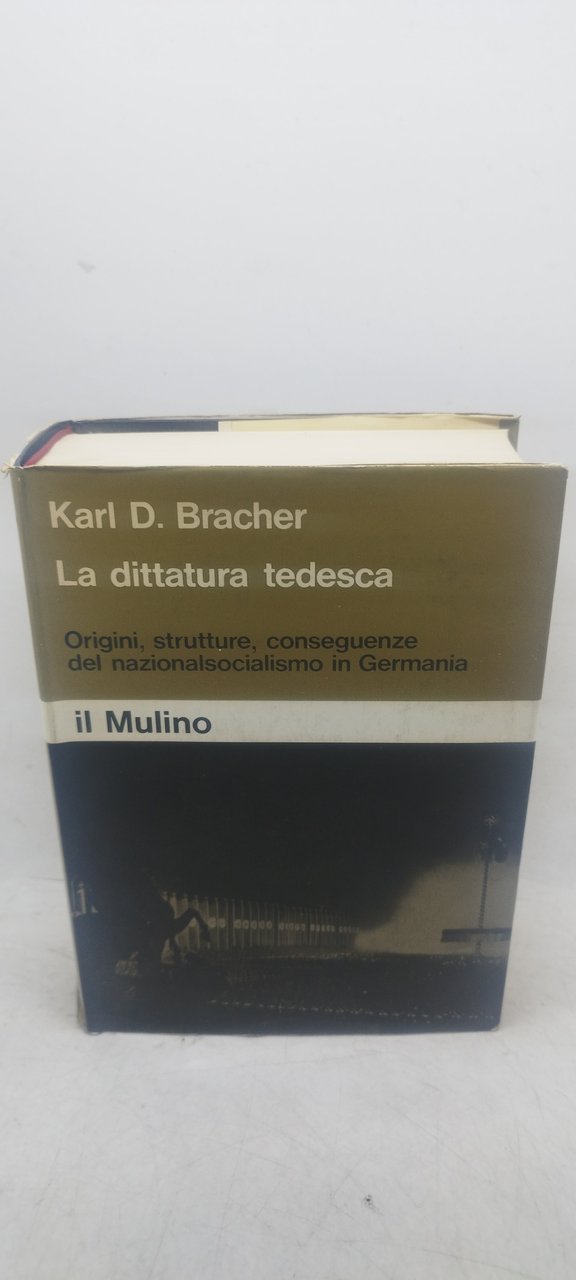 Karl D. Bracher
La dittatura tedesca
Origini, strutture, conseguenze
del nazionalsocialismo in Germania
il Mulino